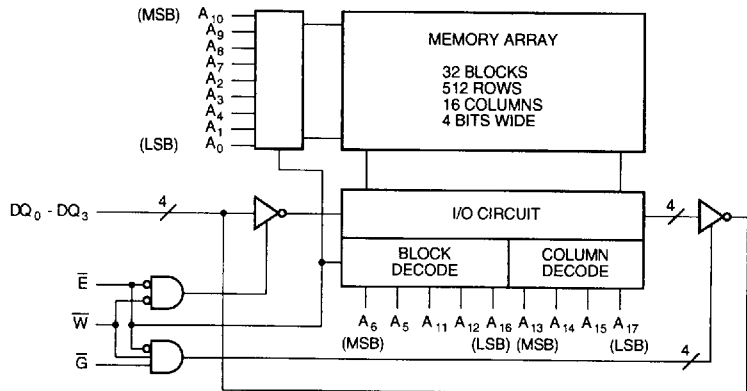 (MSB) A10
A9
A8
A7
A2
A3
A4
A1
(LSB) A0
MEMORY ARRAY
32 BLOCKS
512 ROWS
16 COLUMNS
4 BITS WIDE
DQ0 - DQ3
4
I/O CIRCUIT
4
BLOCK DECODE
COLUMN DECODE
E̅
W̅
G̅
A6 A5 A11 A12 A16 A13 A14 A15 A17
(MSB) (LSB) (MSB) (LSB)
4